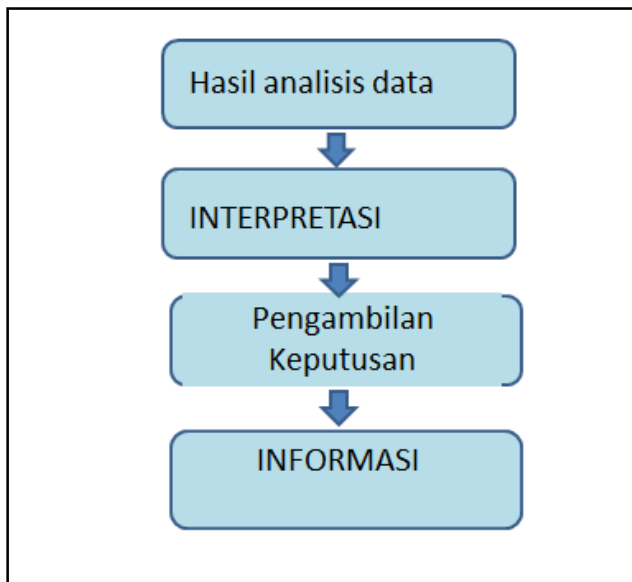 Hasil analisis data
INTERPRETASI
Pengambilan
Keputusan
INFORMASI